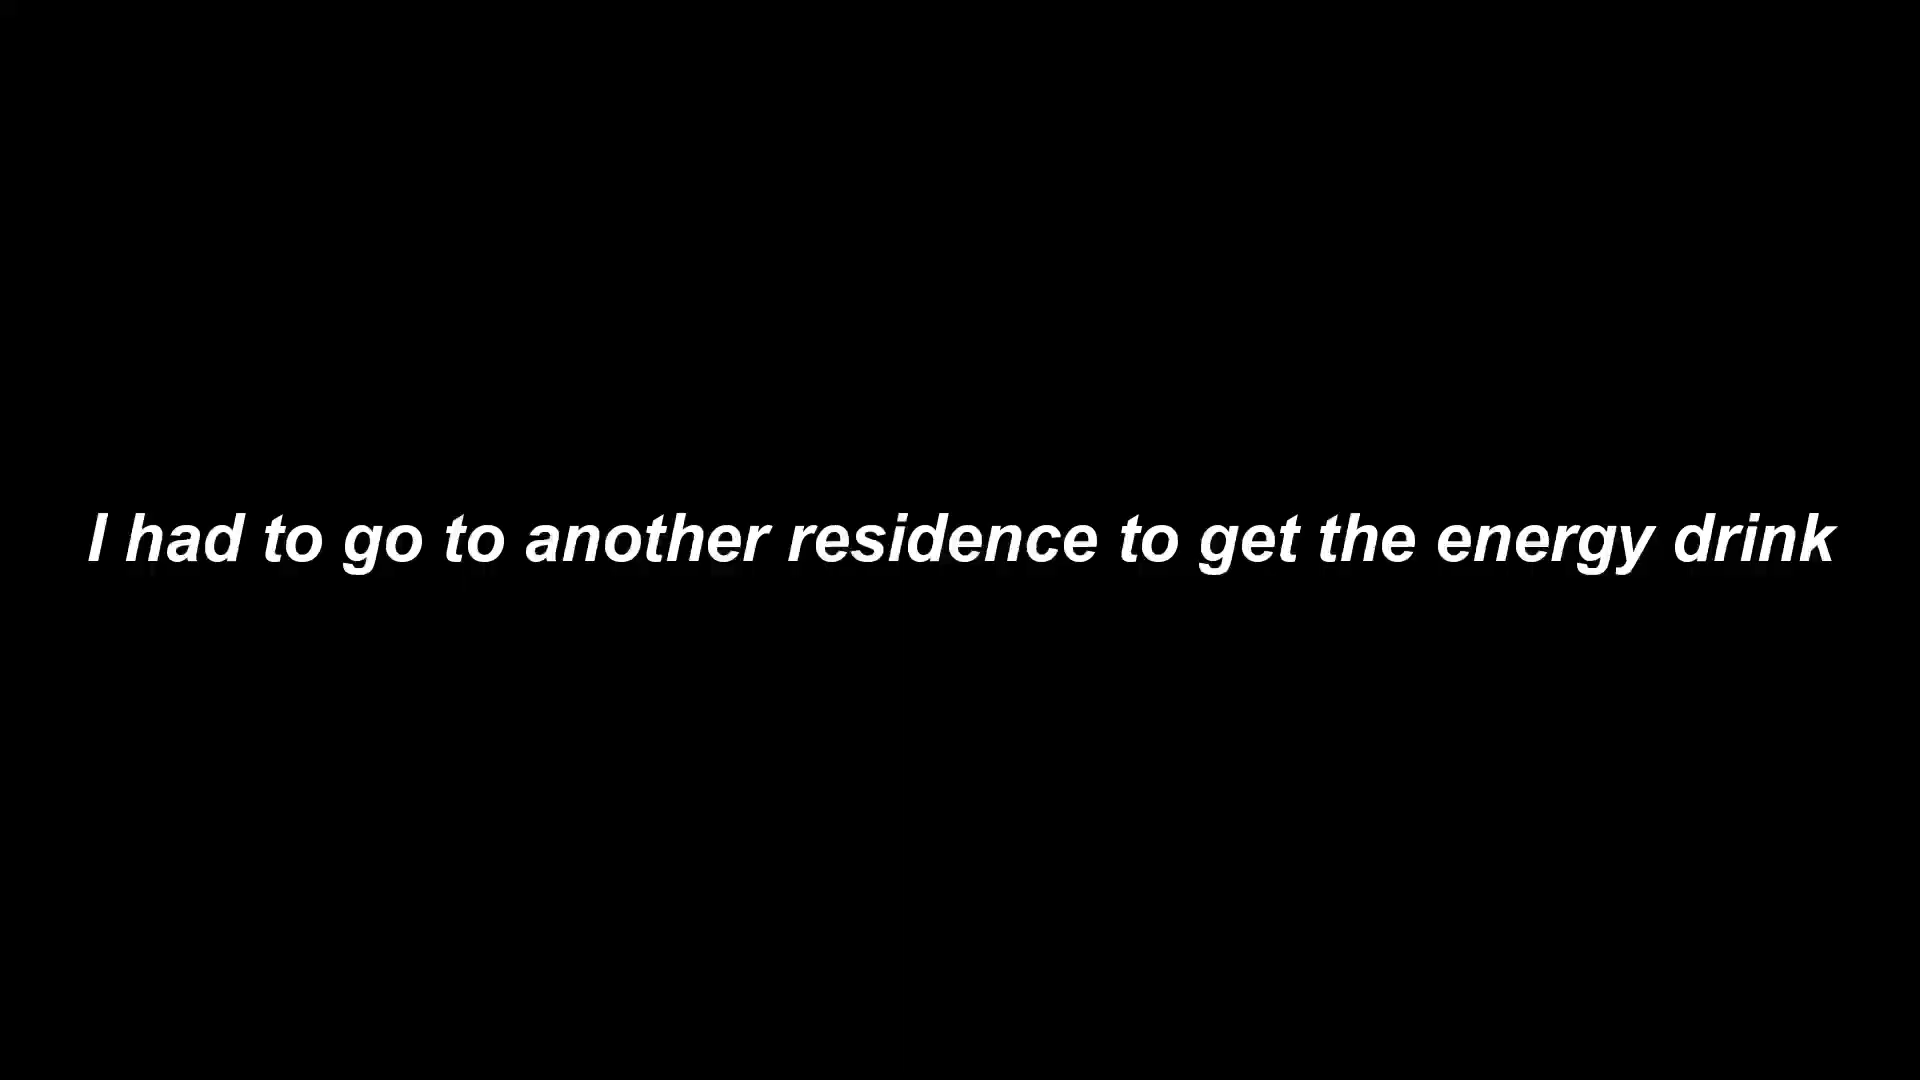 I had to go to another residence to get the energy drink